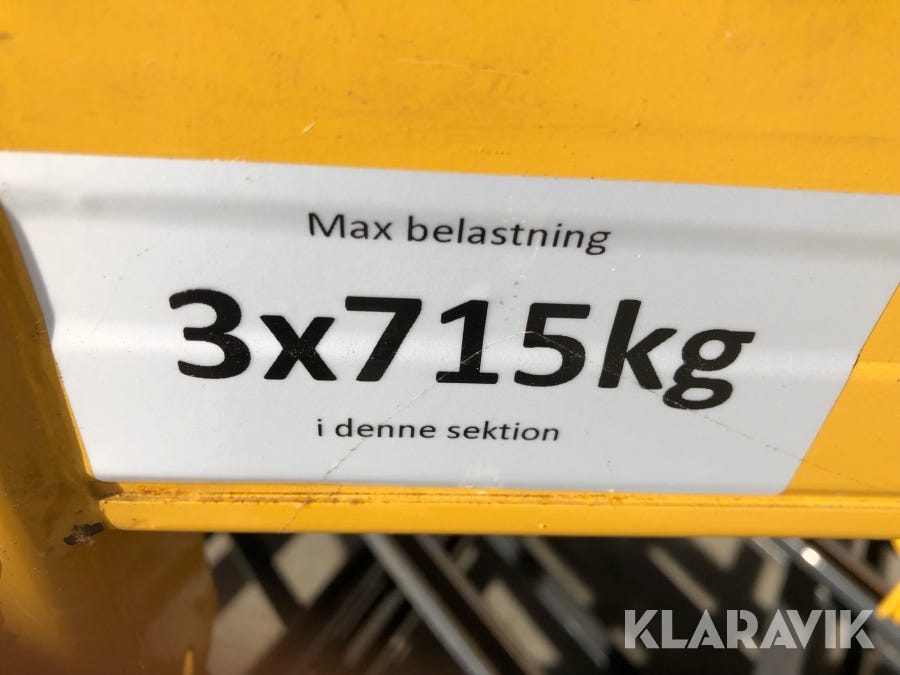 Max belastning
3x715kg
i denne sektion
KLARAVIK